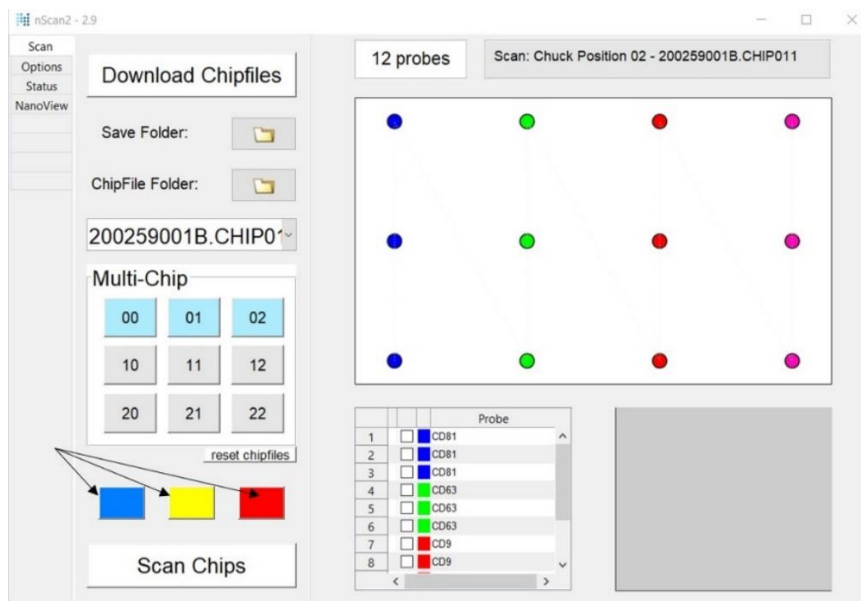 nScan2 - 2.9
Scan
Options
Status
NanoView
Download Chipfiles
Save Folder:
ChipFile Folder:
200259001B.CHIP01
Multi-Chip
00 01 02
10 11 12
20 21 22
reset chipfiles
Scan Chips
12 probes
Scan: Chuck Position 02 - 200259001B.CHIP011
Probe
1 CD81
2 CD81
3 CD81
4 CD63
5 CD63
6 CD63
7 CD9
8 CD9